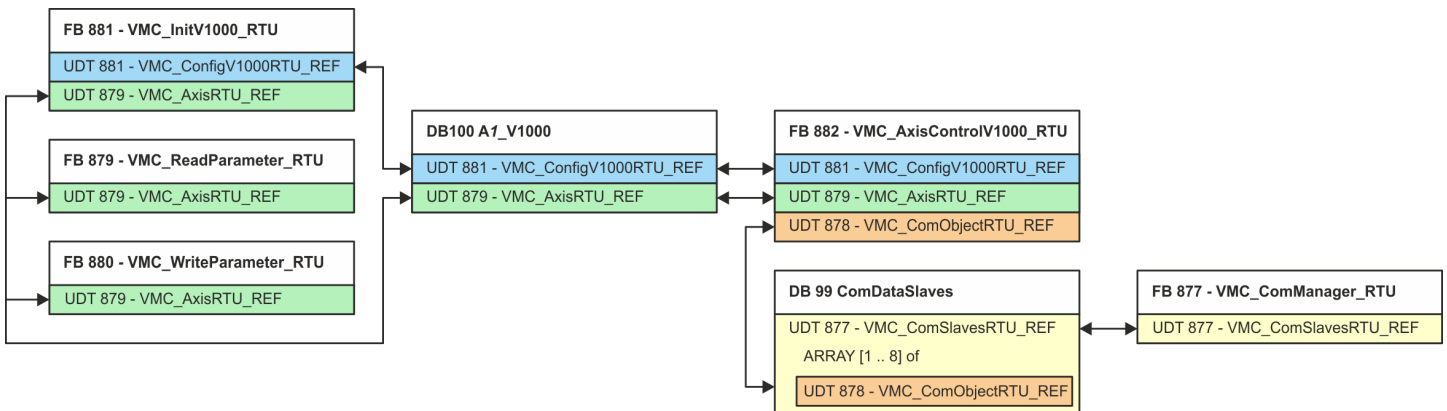 FB 881 - VMC_InitV1000_RTU
UDT 881 - VMC_ConfigV1000RTU_REF
UDT 879 - VMC_AxisRTU_REF
FB 879 - VMC_ReadParameter_RTU
UDT 879 - VMC_AxisRTU_REF
FB 880 - VMC_WriteParameter_RTU
UDT 879 - VMC_AxisRTU_REF
DB100 A1_V1000
UDT 881 - VMC_ConfigV1000RTU_REF
UDT 879 - VMC_AxisRTU_REF
FB 882 - VMC_AxisControlV1000_RTU
UDT 881 - VMC_ConfigV1000RTU_REF
UDT 879 - VMC_AxisRTU_REF
UDT 878 - VMC_ComObjectRTU_REF
DB 99 ComDataSlaves
UDT 877 - VMC_ComSlavesRTU_REF
ARRAY [1 .. 8] of
UDT 878 - VMC_ComObjectRTU_REF
FB 877 - VMC_ComManager_RTU
UDT 877 - VMC_ComSlavesRTU_REF